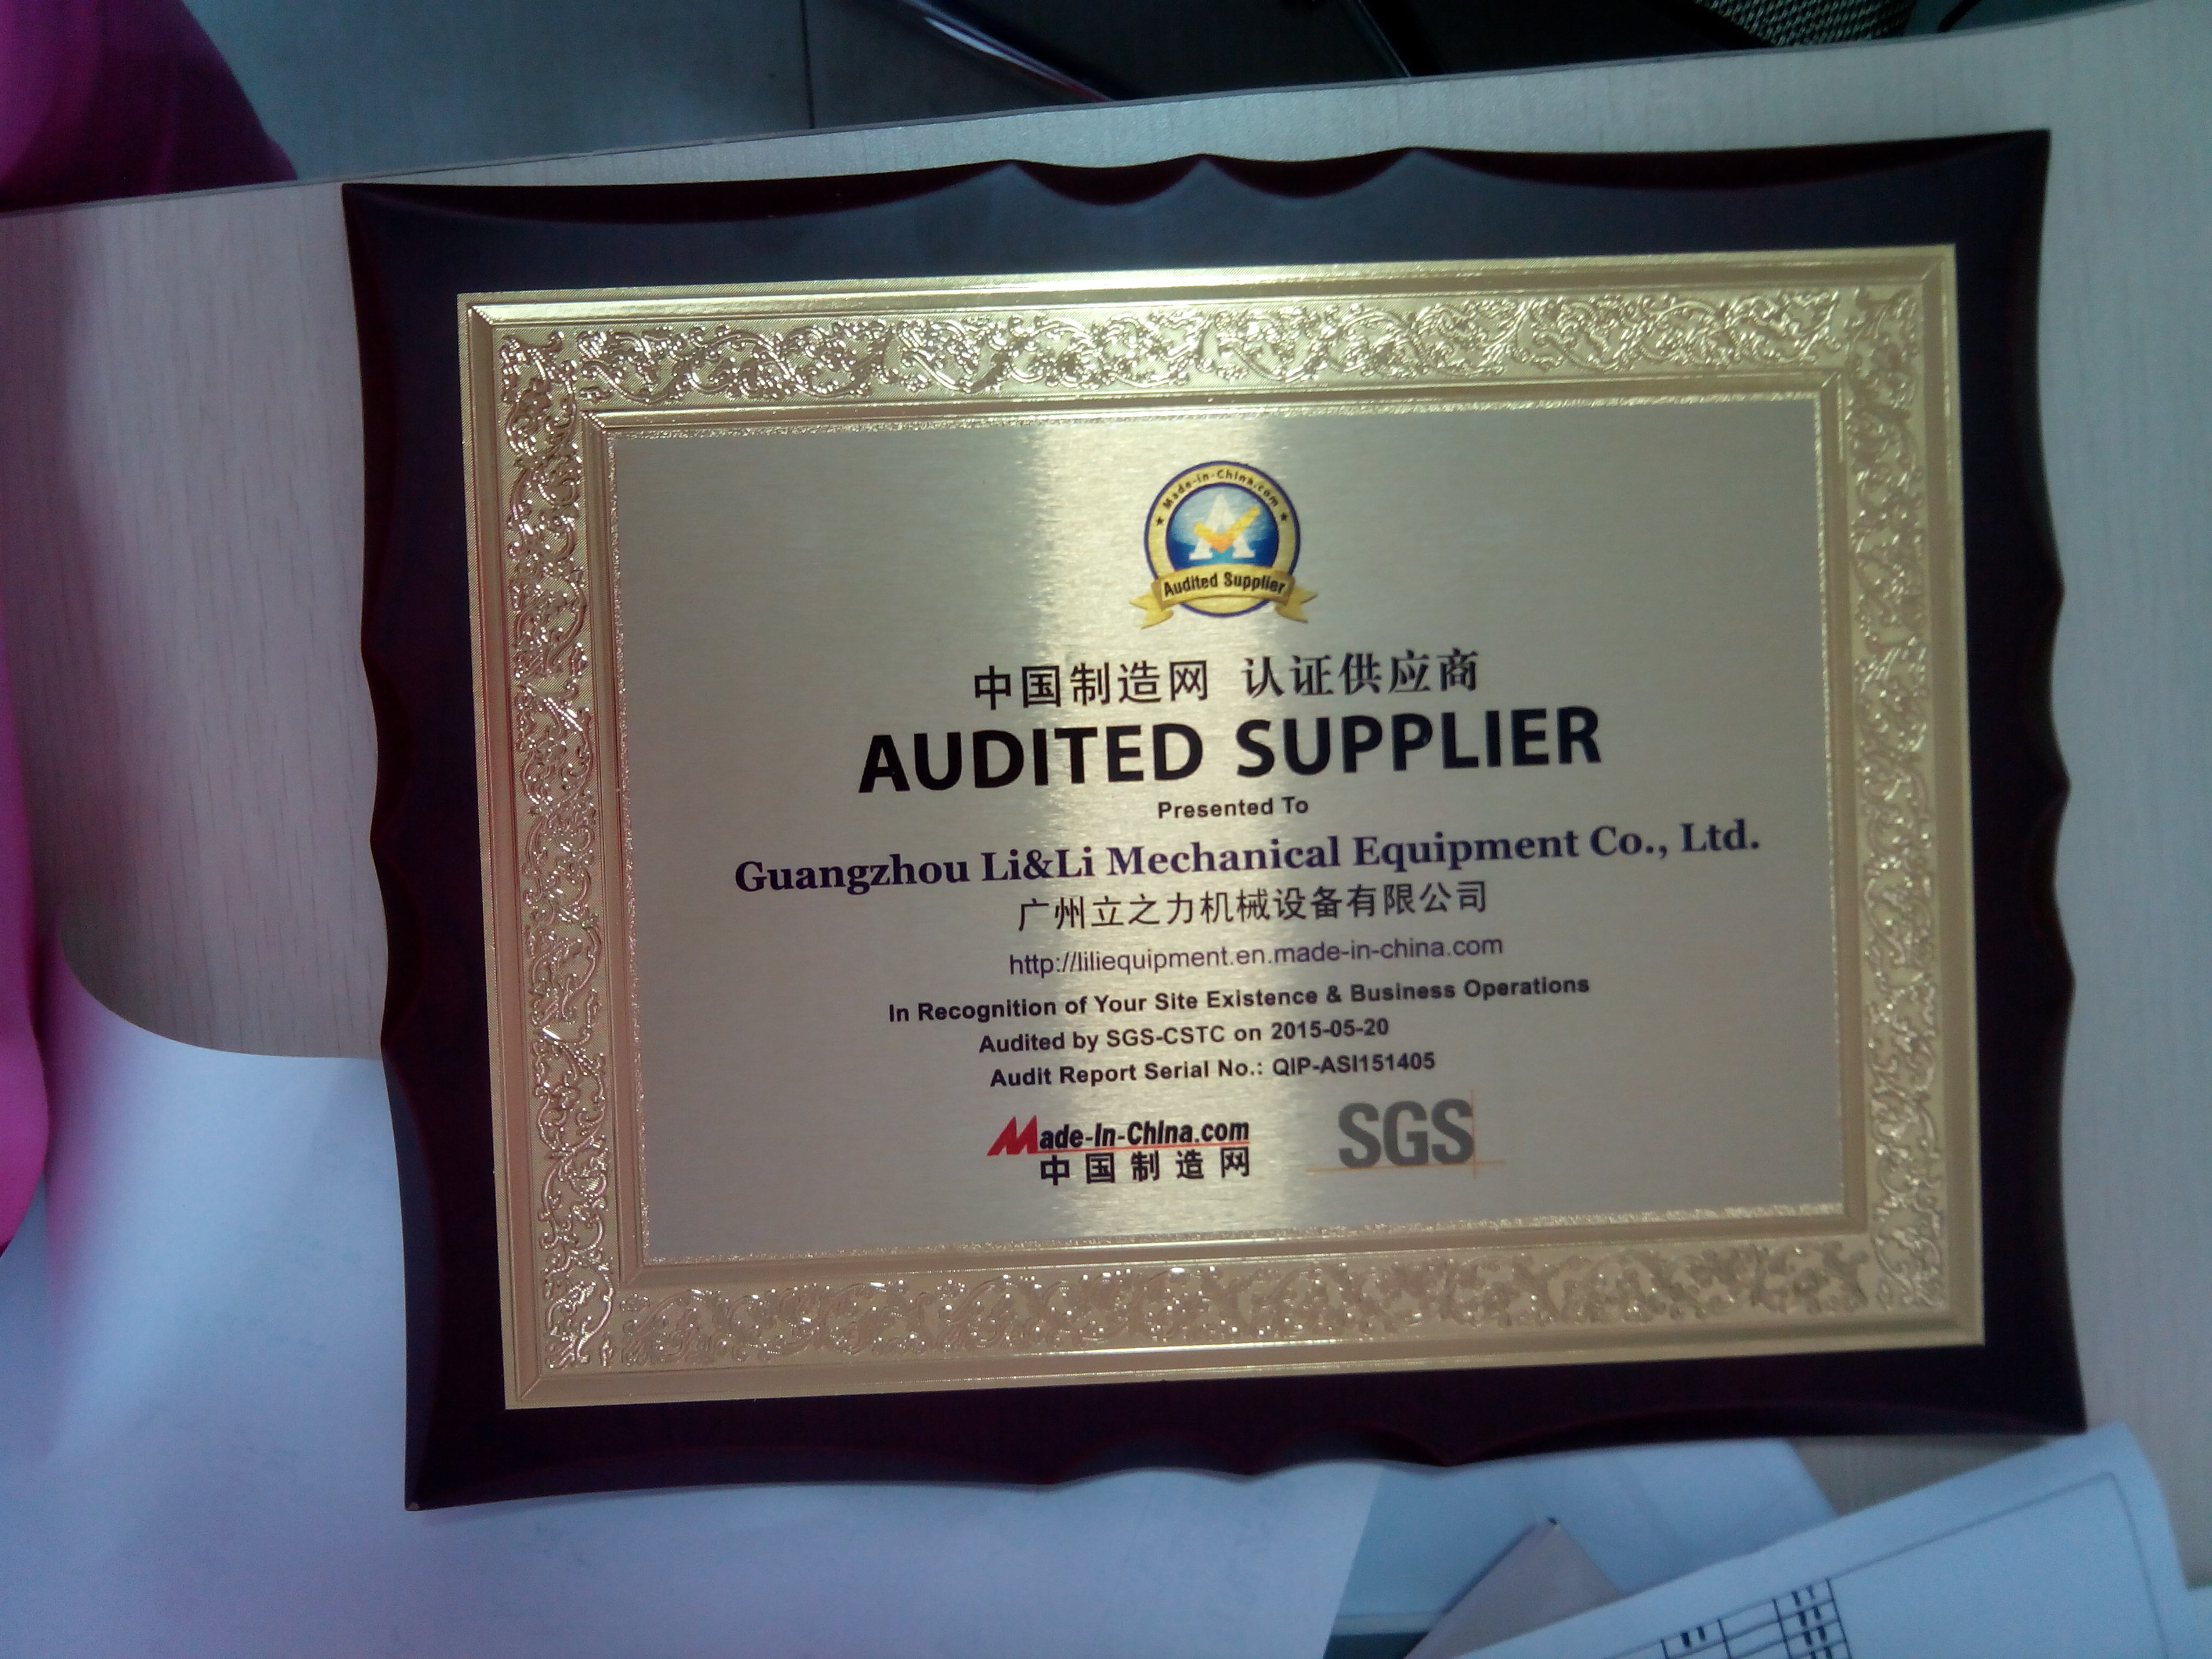 ★ Made-in-China.com ★
A
Audited Supplier
中国制造网 认证供应商
AUDITED SUPPLIER
Presented To
Guangzhou Li&Li Mechanical Equipment Co., Ltd.
广州立之力机械设备有限公司
http://liliequipment.en.made-in-china.com
In Recognition of Your Site Existence & Business Operations
Audited by SGS-CSTC on 2015-05-20
Audit Report Serial No.: QIP-ASI151405
Made-In-China.com
中国制造网
SGS